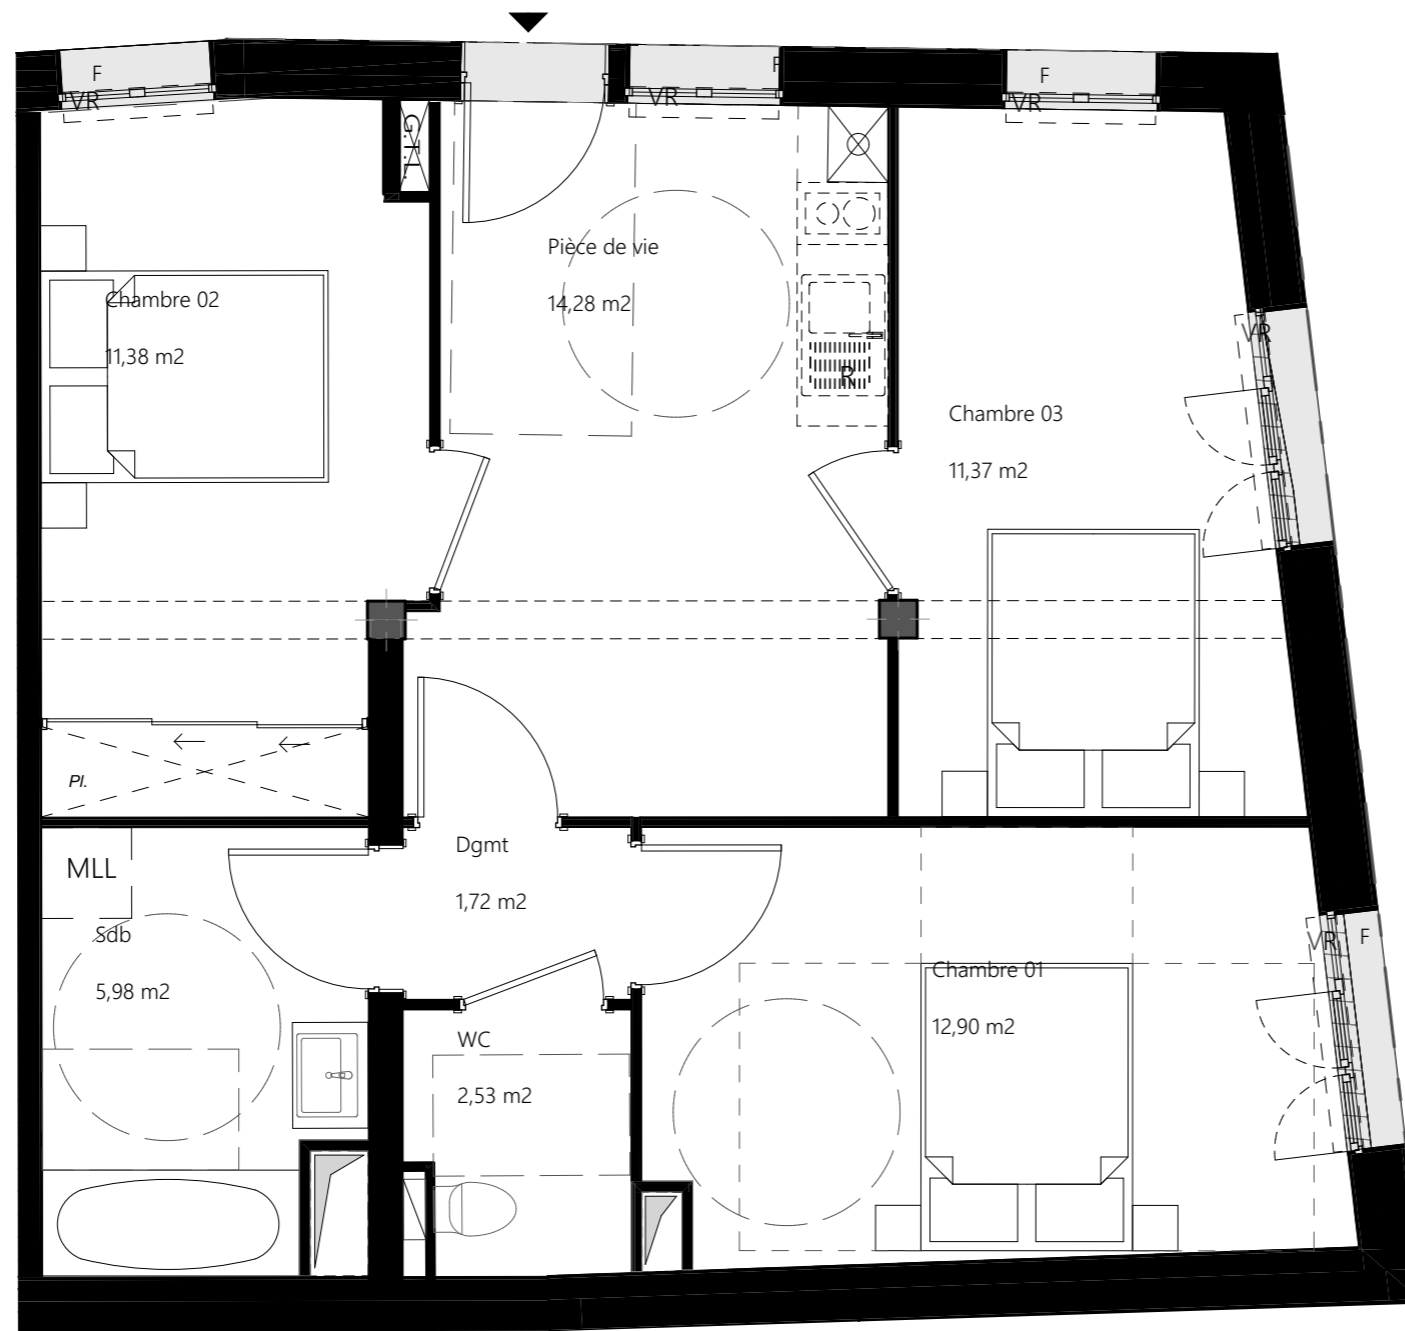 F
VR
F
VR
F
VR
G.T.L.
Pièce de vie
14,28 m2
Chambre 02
11,38 m2
VR
R
Chambre 03
11,37 m2
Pl.
MLL
Dgmt
1,72 m2
Sdb
5,98 m2
VR
F
Chambre 01
12,90 m2
WC
2,53 m2